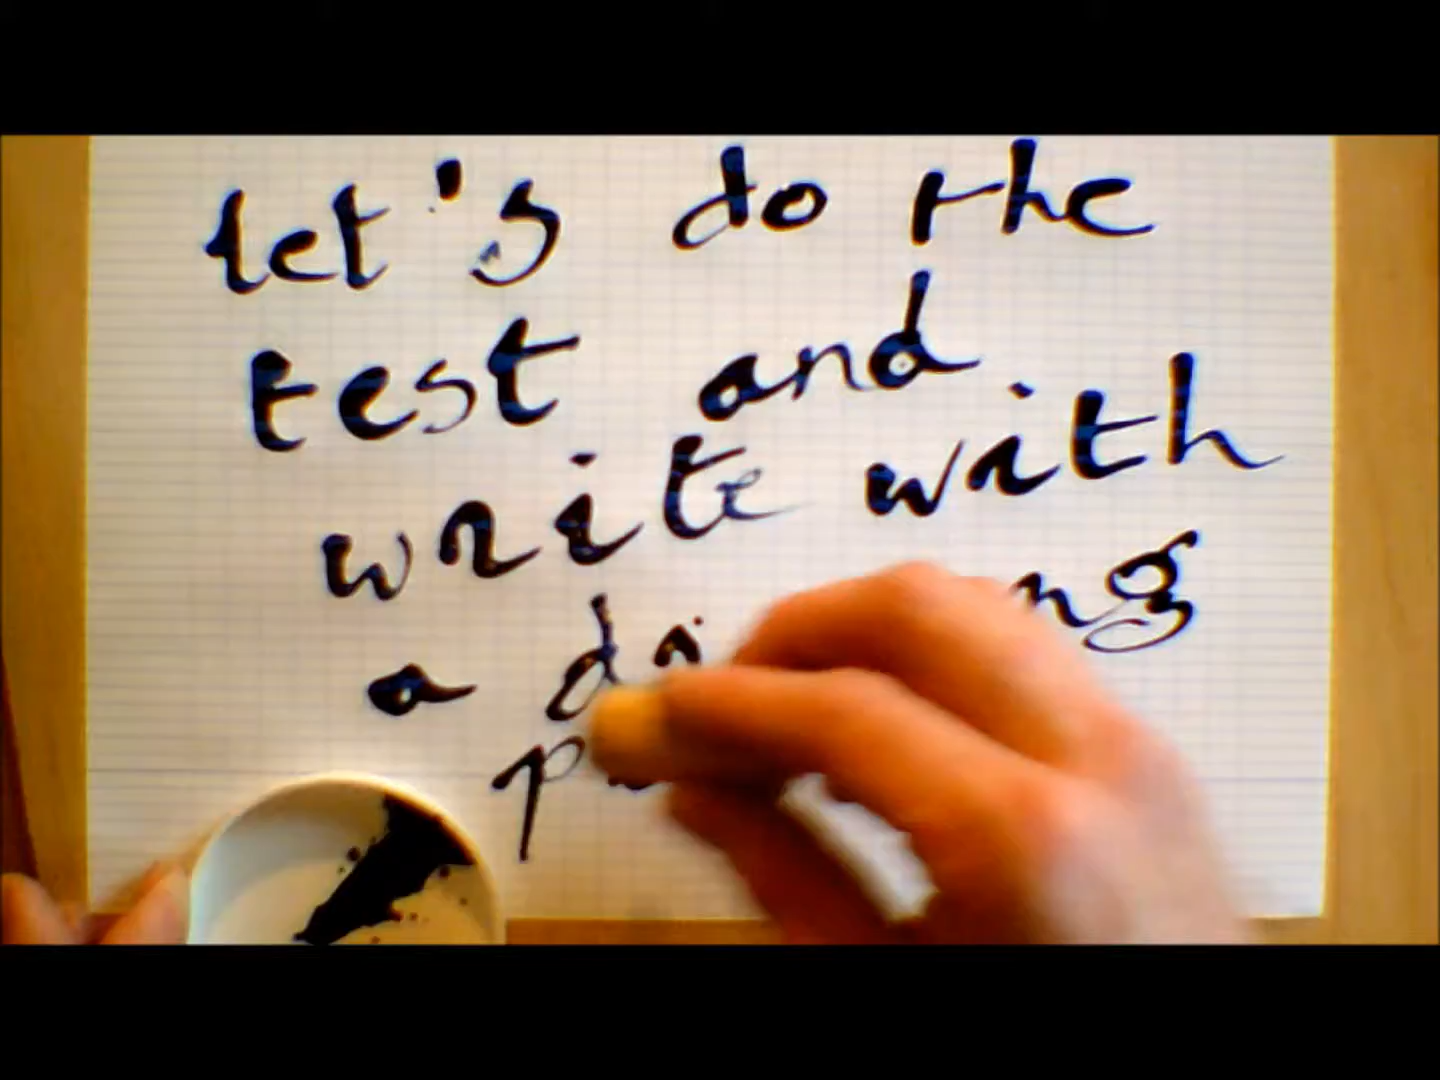 let's do the
test and
write with
a